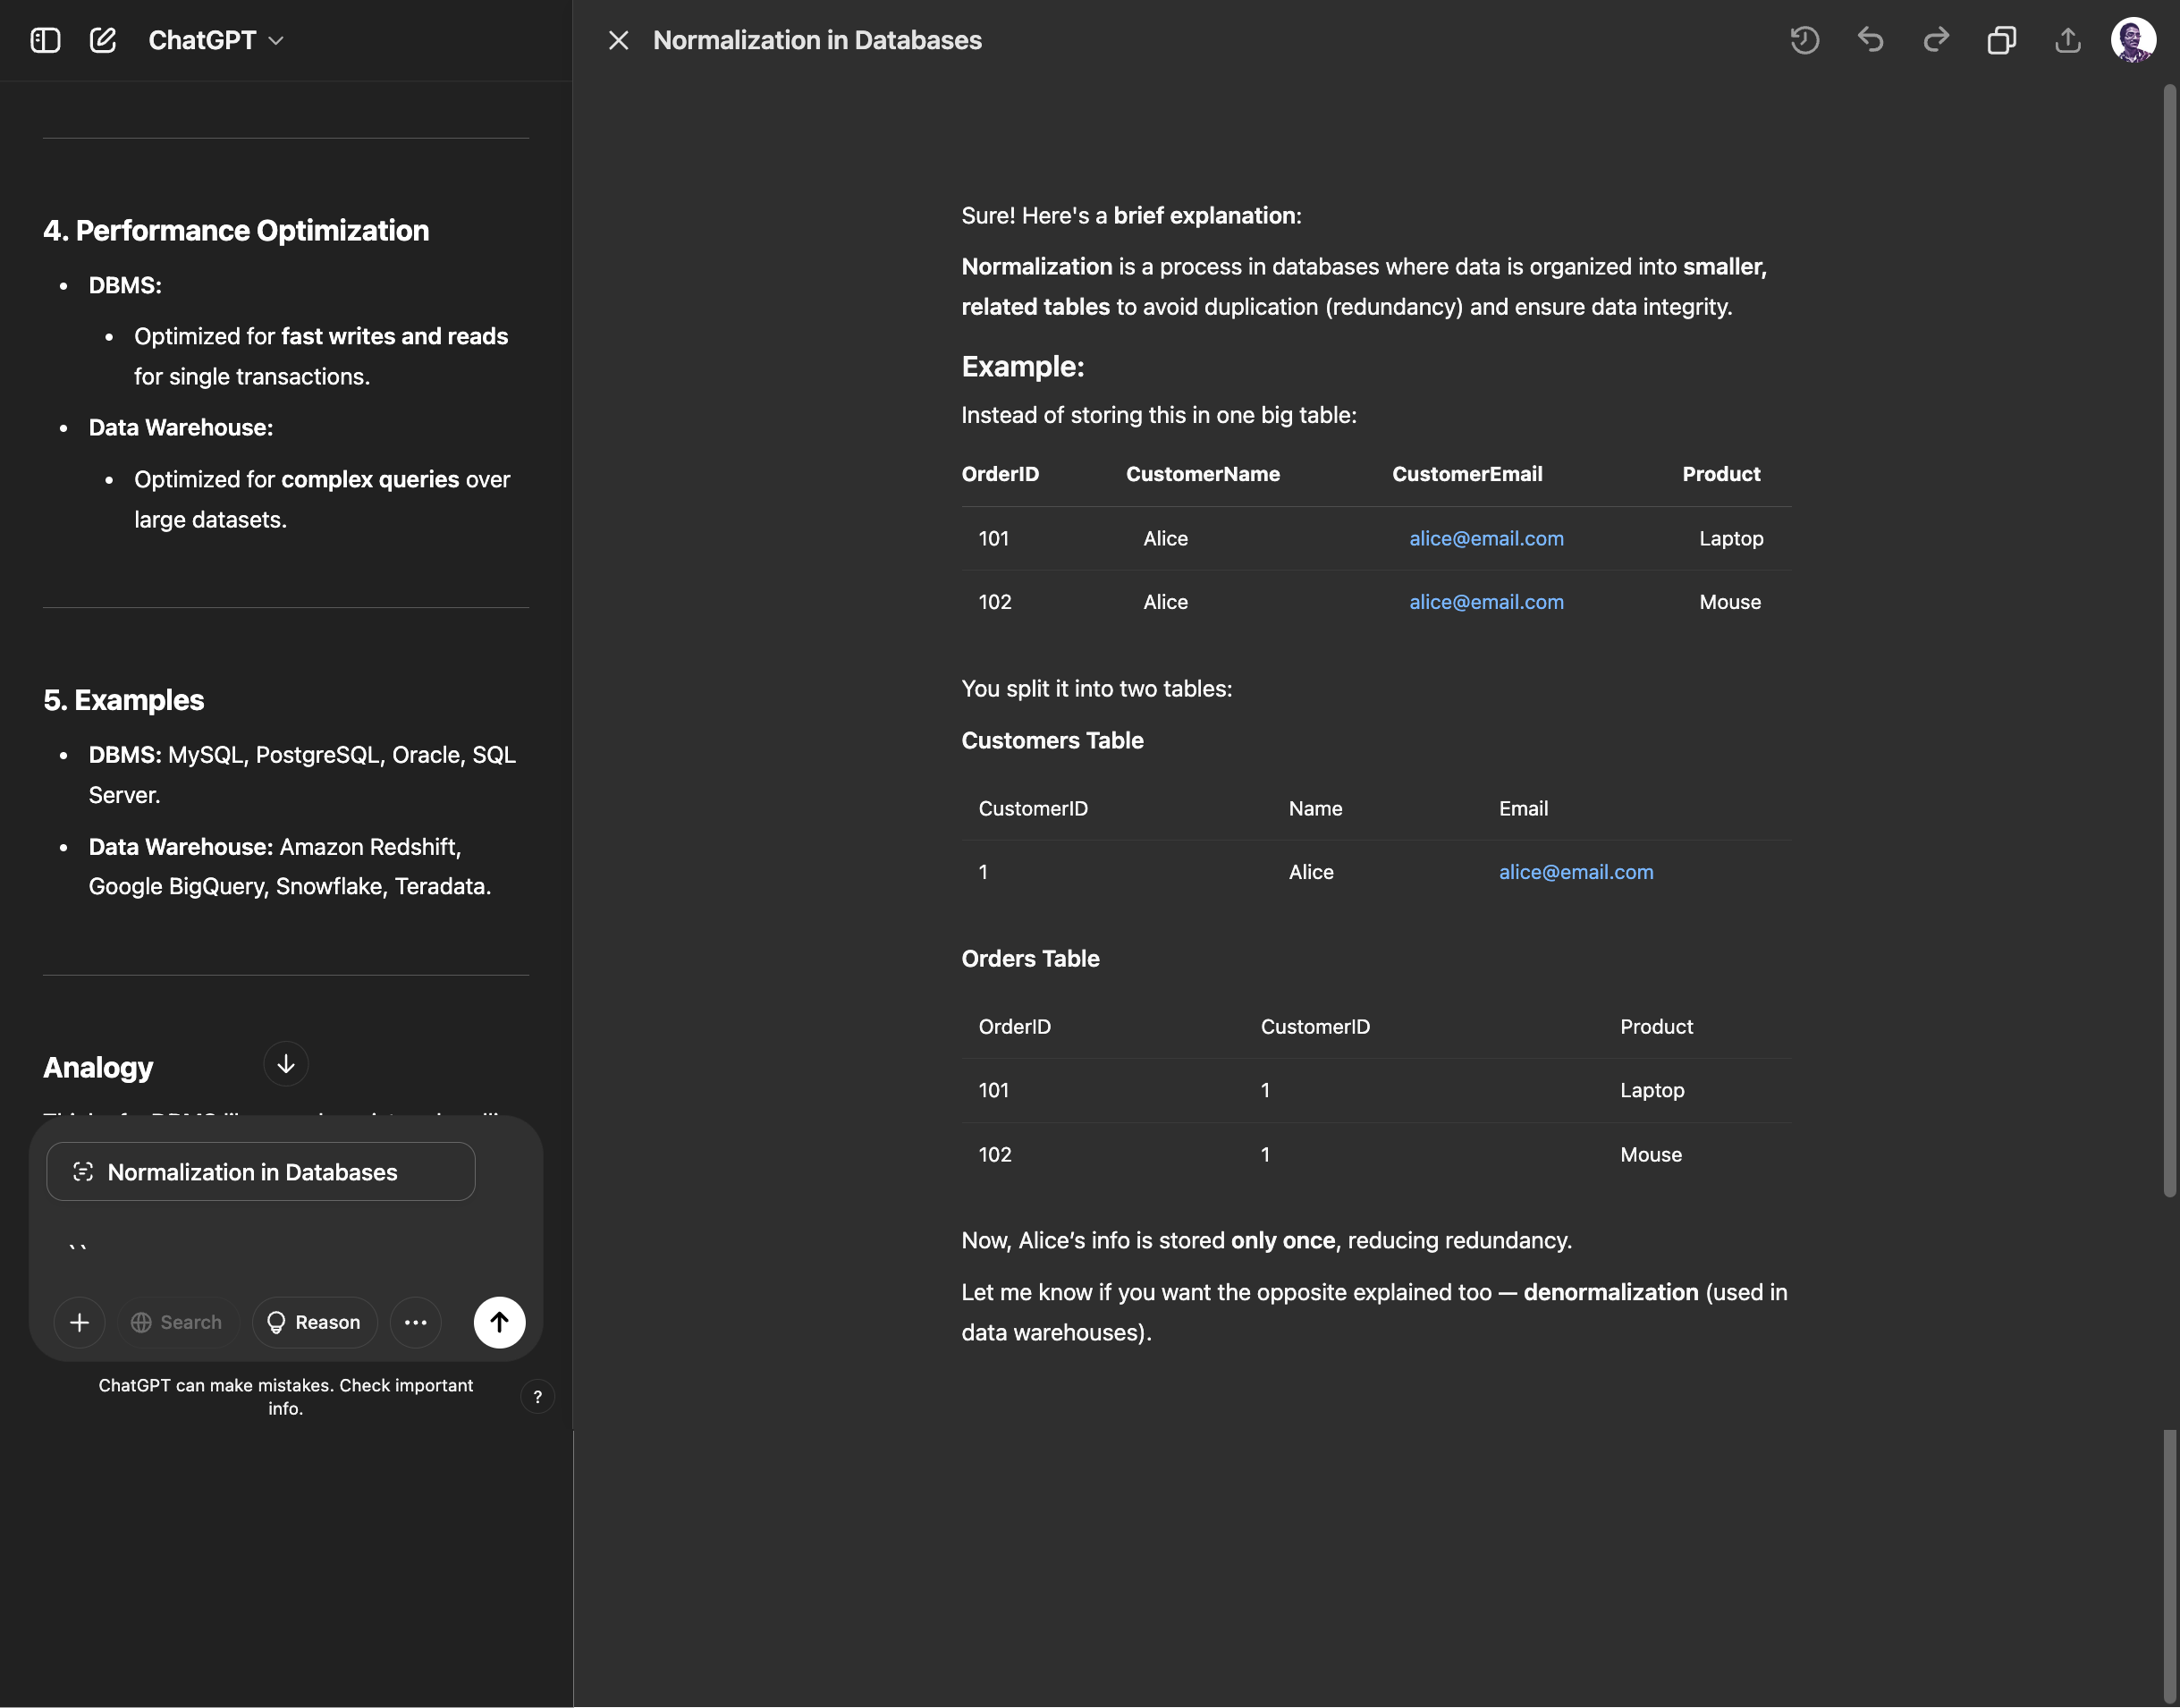 ChatGPT
4. Performance Optimization
• DBMS:
• Optimized for fast writes and reads
for single transactions.
• Data Warehouse:
• Optimized for complex queries over
large datasets.
5. Examples
• DBMS: MySQL, PostgreSQL, Oracle, SQL
Server.
• Data Warehouse: Amazon Redshift,
Google BigQuery, Snowflake, Teradata.
Analogy
Normalization in Databases
``
Search Reason
ChatGPT can make mistakes. Check important
info.
?
Normalization in Databases
Sure! Here's a brief explanation:
Normalization is a process in databases where data is organized into smaller,
related tables to avoid duplication (redundancy) and ensure data integrity.
Example:
Instead of storing this in one big table:
OrderID CustomerName CustomerEmail Product
101 Alice alice@email.com Laptop
102 Alice alice@email.com Mouse
You split it into two tables:
Customers Table
CustomerID Name Email
1 Alice alice@email.com
Orders Table
OrderID CustomerID Product
101 1 Laptop
102 1 Mouse
Now, Alice’s info is stored only once, reducing redundancy.
Let me know if you want the opposite explained too — denormalization (used in
data warehouses).